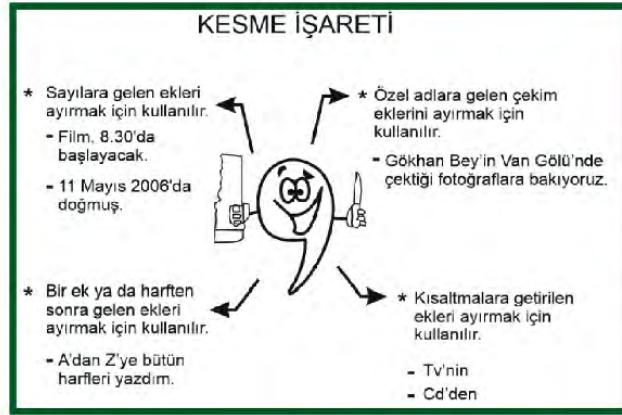 KESME İŞARETİ
* Sayılara gelen ekleri
ayırmak için kullanılır.
- Film, 8.30'da
başlayacak.
- 11 Mayıs 2006'da
doğmuş.
* Özel adlara gelen çekim
eklerini ayırmak için
kullanılır.
- Gökhan Bey'in Van Gölü'nde
çektiği fotoğraflara bakıyoruz.
* Bir ek ya da harften
sonra gelen ekleri
ayırmak için kullanılır.
- A'dan Z'ye bütün
harfleri yazdım.
* Kısaltmalara getirilen
ekleri ayırmak için
kullanılır.
- Tv'nin
- Cd'den